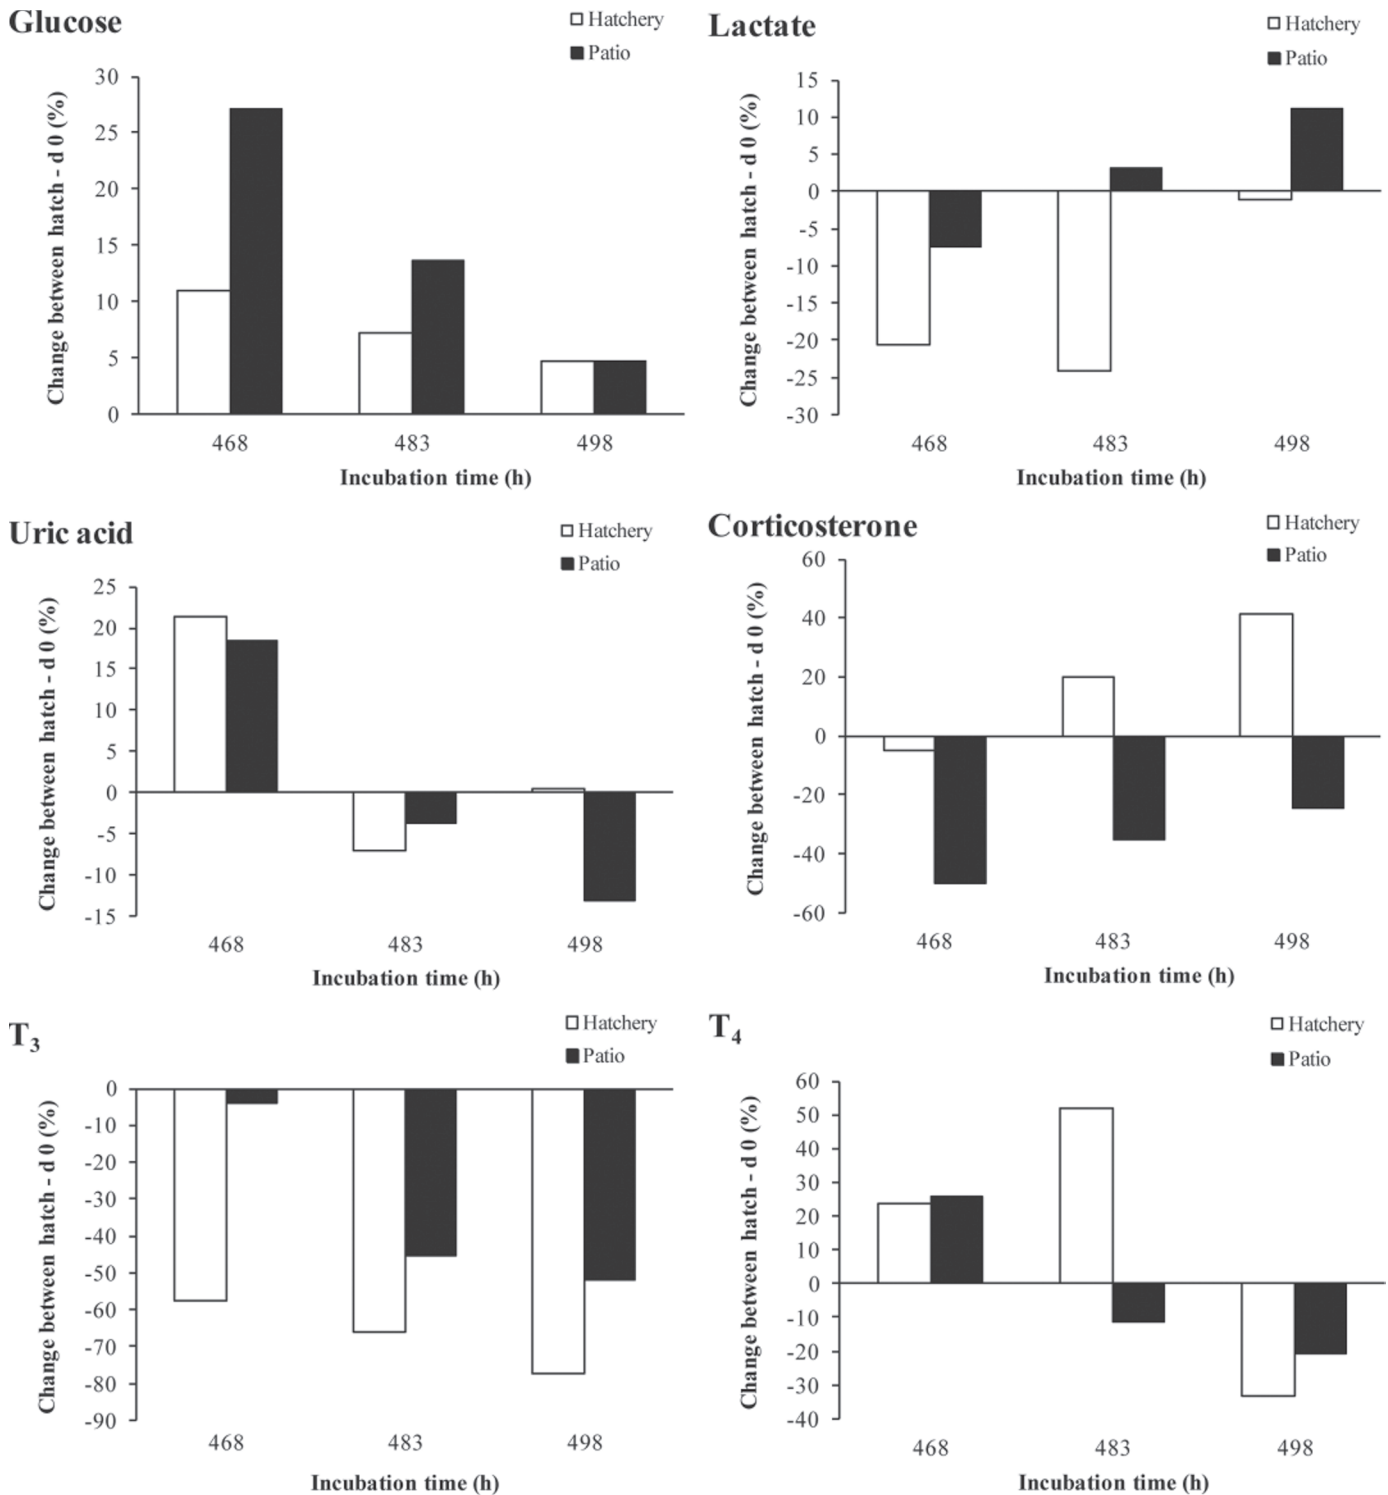 Glucose
Hatchery
Patio
Change between hatch - d 0 (%)
30
25
20
15
10
5
0
468 483 498
Incubation time (h)
Lactate
Hatchery
Patio
Change between hatch - d 0 (%)
15
10
5
0
-5
-10
-15
-20
-25
-30
468 483 498
Incubation time (h)
Uric acid
Hatchery
Patio
Change between hatch - d 0 (%)
25
20
15
10
5
0
-5
-10
-15
468 483 498
Incubation time (h)
Corticosterone
Hatchery
Patio
Change between hatch - d 0 (%)
60
40
20
0
-20
-40
-60
468 483 498
Incubation time (h)
T3
Hatchery
Patio
Change between hatch - d 0 (%)
0
-10
-20
-30
-40
-50
-60
-70
-80
-90
468 483 498
Incubation time (h)
T4
Hatchery
Patio
Change between hatch - d 0 (%)
60
50
40
30
20
10
0
-10
-20
-30
-40
468 483 498
Incubation time (h)